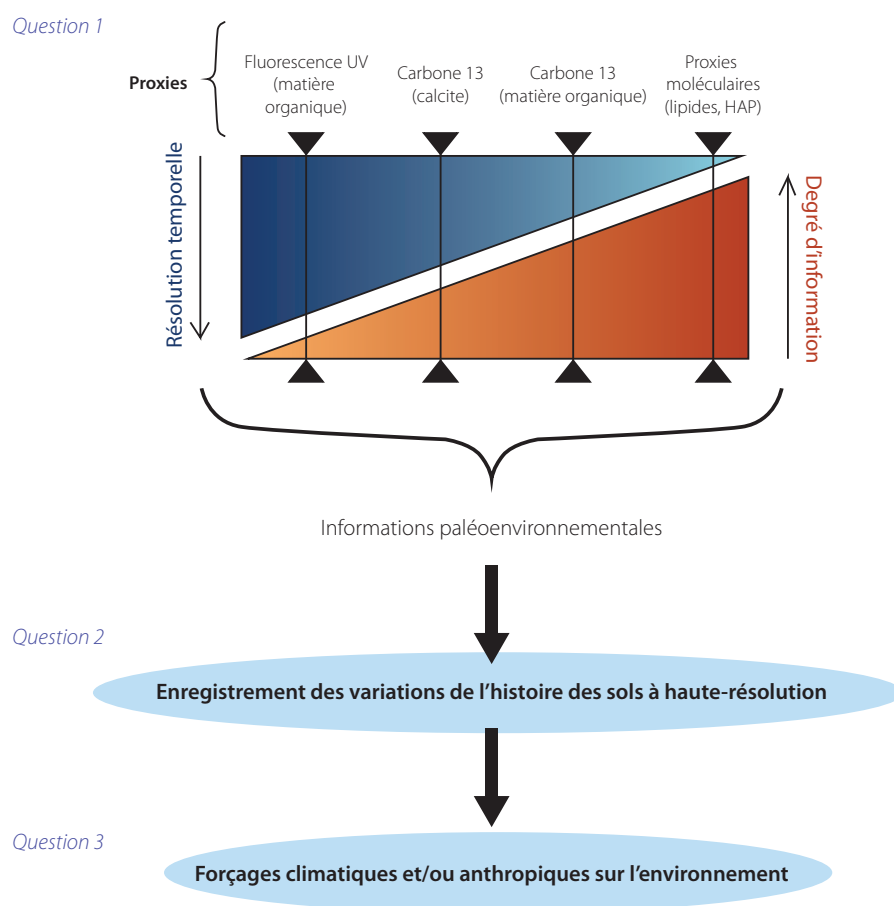 Question 1
Proxies
Fluorescence UV
(matière
organique)
Carbone 13
(calcite)
Carbone 13
(matière organique)
Proxies
moléculaires
(lipides, HAP)
Résolution temporelle
Degré d'information
Informations paléoenvironnementales
Question 2
Enregistrement des variations de l'histoire des sols à haute-résolution
Question 3
Forçages climatiques et/ou anthropiques sur l'environnement